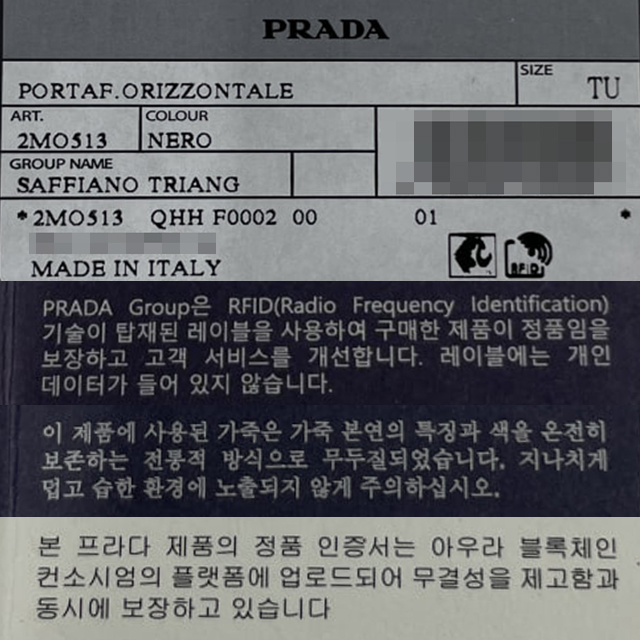 PRADA
SIZE
PORTAF.ORIZZONTALE TU
ART. COLOUR
2MO513 NERO
GROUP NAME
SAFFIANO TRIANG
*2MO513 QHH F0002 00 01 *
MADE IN ITALY
RFID
PRADA Group은 RFID(Radio Frequency Identification)
기술이 탑재된 레이블을 사용하여 구매한 제품이 정품임을
보장하고 고객 서비스를 개선합니다. 레이블에는 개인
데이터가 들어 있지 않습니다.
이 제품에 사용된 가죽은 가죽 본연의 특징과 색을 온전히
보존하는 전통적 방식으로 무두질되었습니다. 지나치게
덥고 습한 환경에 노출되지 않게 주의하십시오.
본 프라다 제품의 정품 인증서는 아우라 블록체인
컨소시엄의 플랫폼에 업로드되어 무결성을 제고함과
동시에 보장하고 있습니다